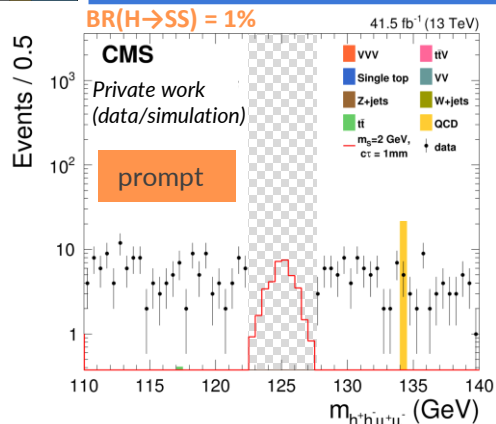 BR(H→SS) = 1%
41.5 fb⁻¹ (13 TeV)
Events / 0.5
CMS
Private work
(data/simulation)
prompt
VVV
tt̄V
Single top
VV
Z+jets
W+jets
tt̄
QCD
m_S=2 GeV,
cτ = 1mm
data
10³
10²
10
1
110 115 120 125 130 135 140
m_h⁺h⁻μ⁺μ⁻ (GeV)